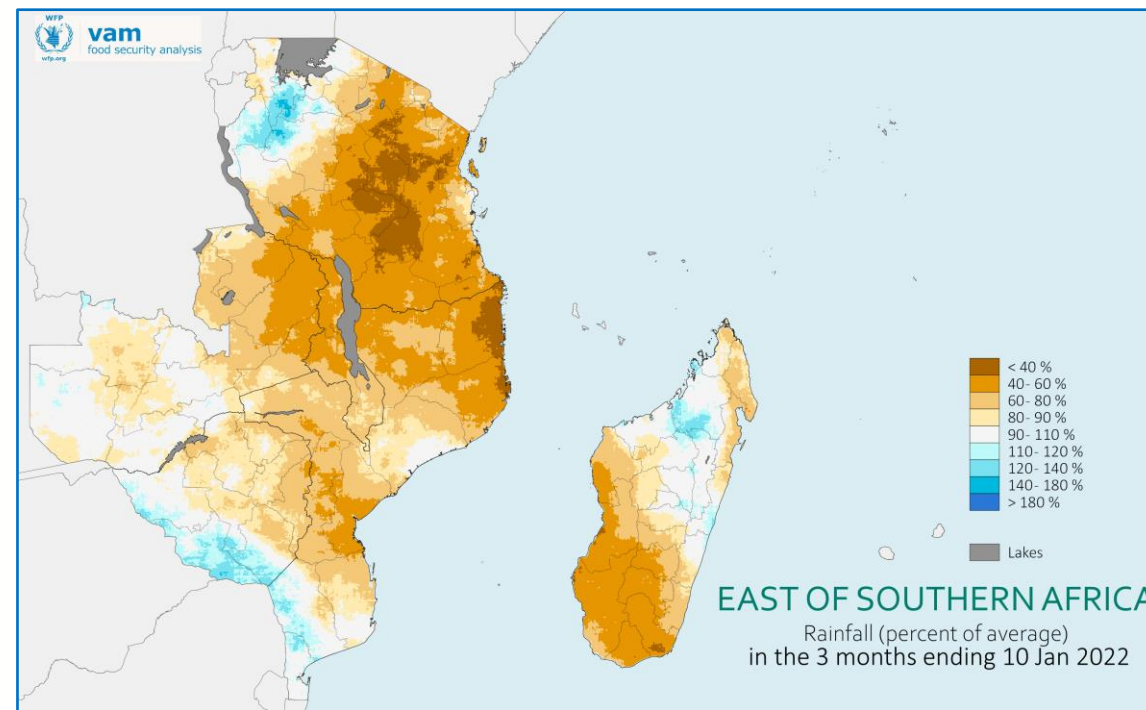 WFP
wfp.org
vam
food security analysis
< 40 %
40- 60 %
60- 80 %
80- 90 %
90- 110 %
110- 120 %
120- 140 %
140- 180 %
> 180 %
Lakes
EAST OF SOUTHERN AFRICA
Rainfall (percent of average)
in the 3 months ending 10 Jan 2022